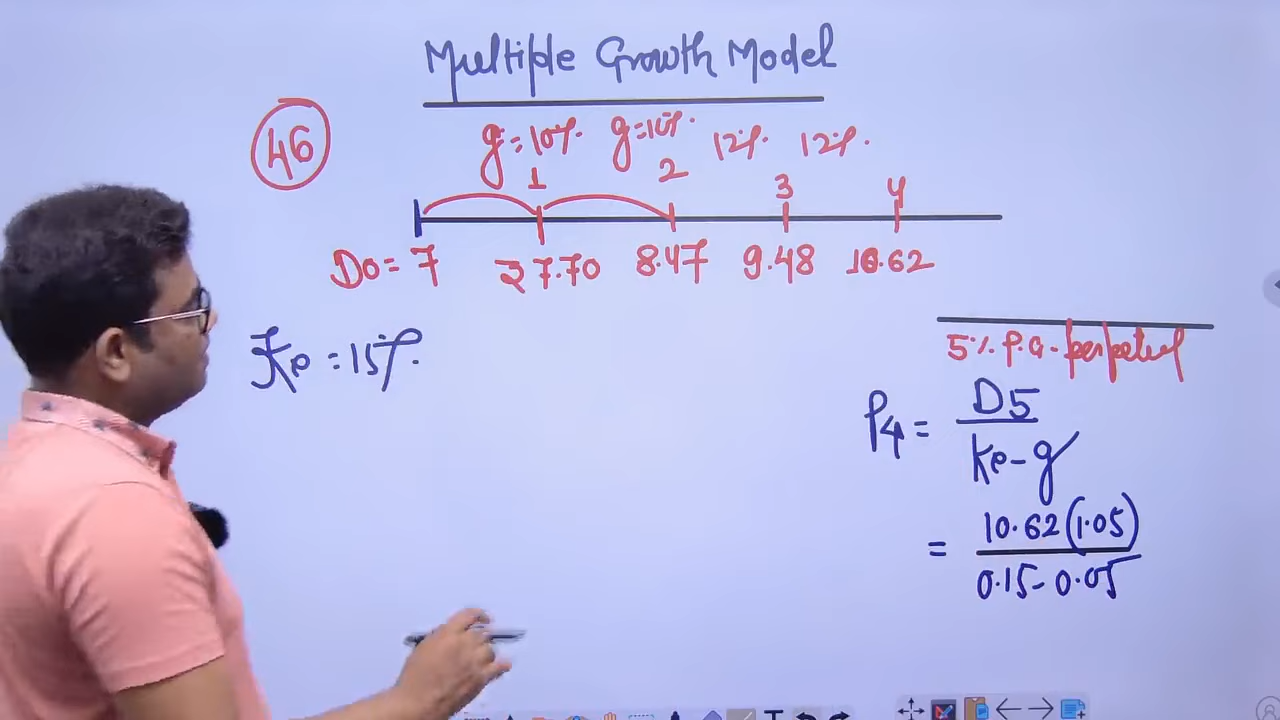 Multiple Growth Model
46
g=10%. g=10%. 12%. 12%.
1 2 3 4
D0= 7 ₹7.70 8.47 9.48 10.62
Ke = 15%.
5% P.a. perpetual
P4 = D5
Ke-g
= 10.62(1.05)
0.15-0.05